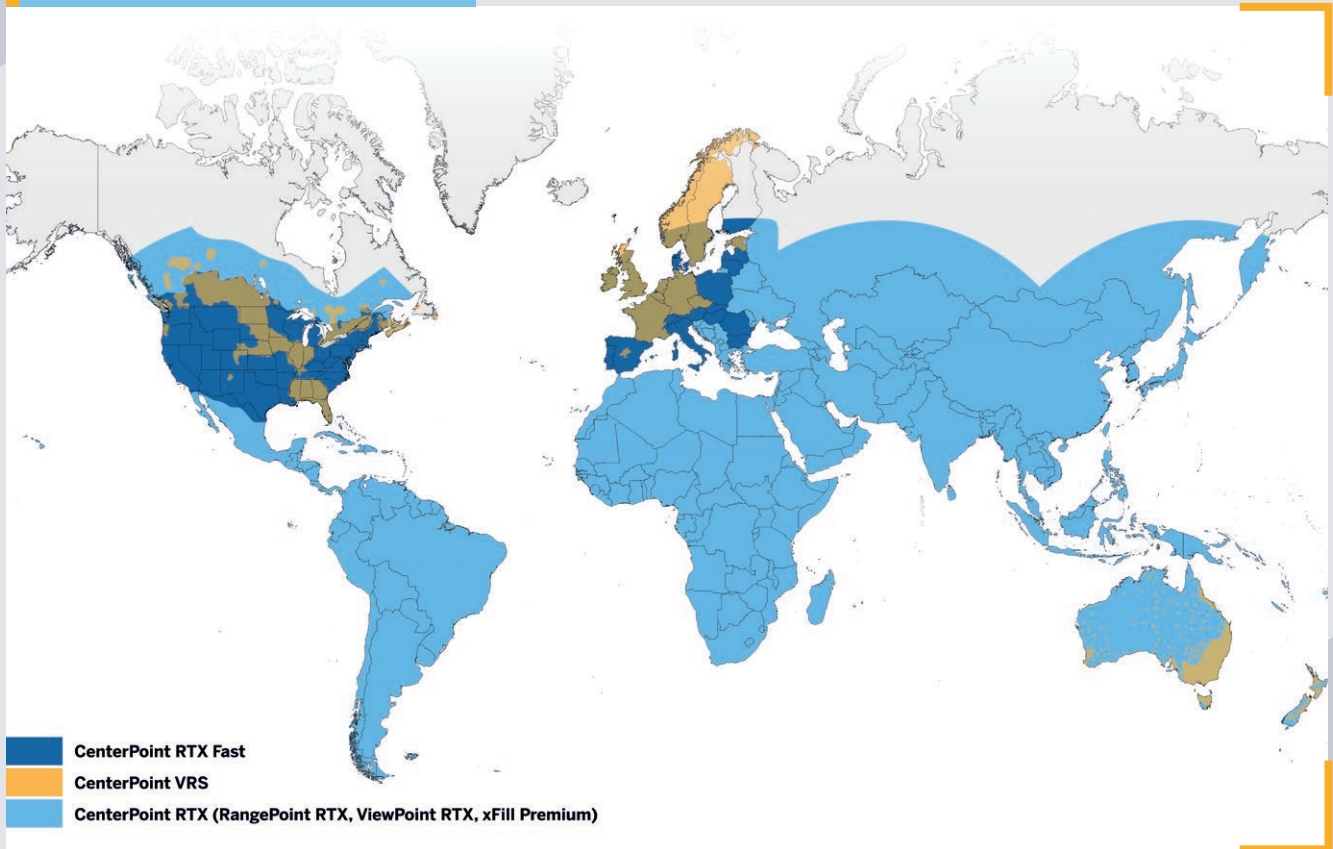 CenterPoint RTX Fast
CenterPoint VRS
CenterPoint RTX (RangePoint RTX, ViewPoint RTX, xFill Premium)